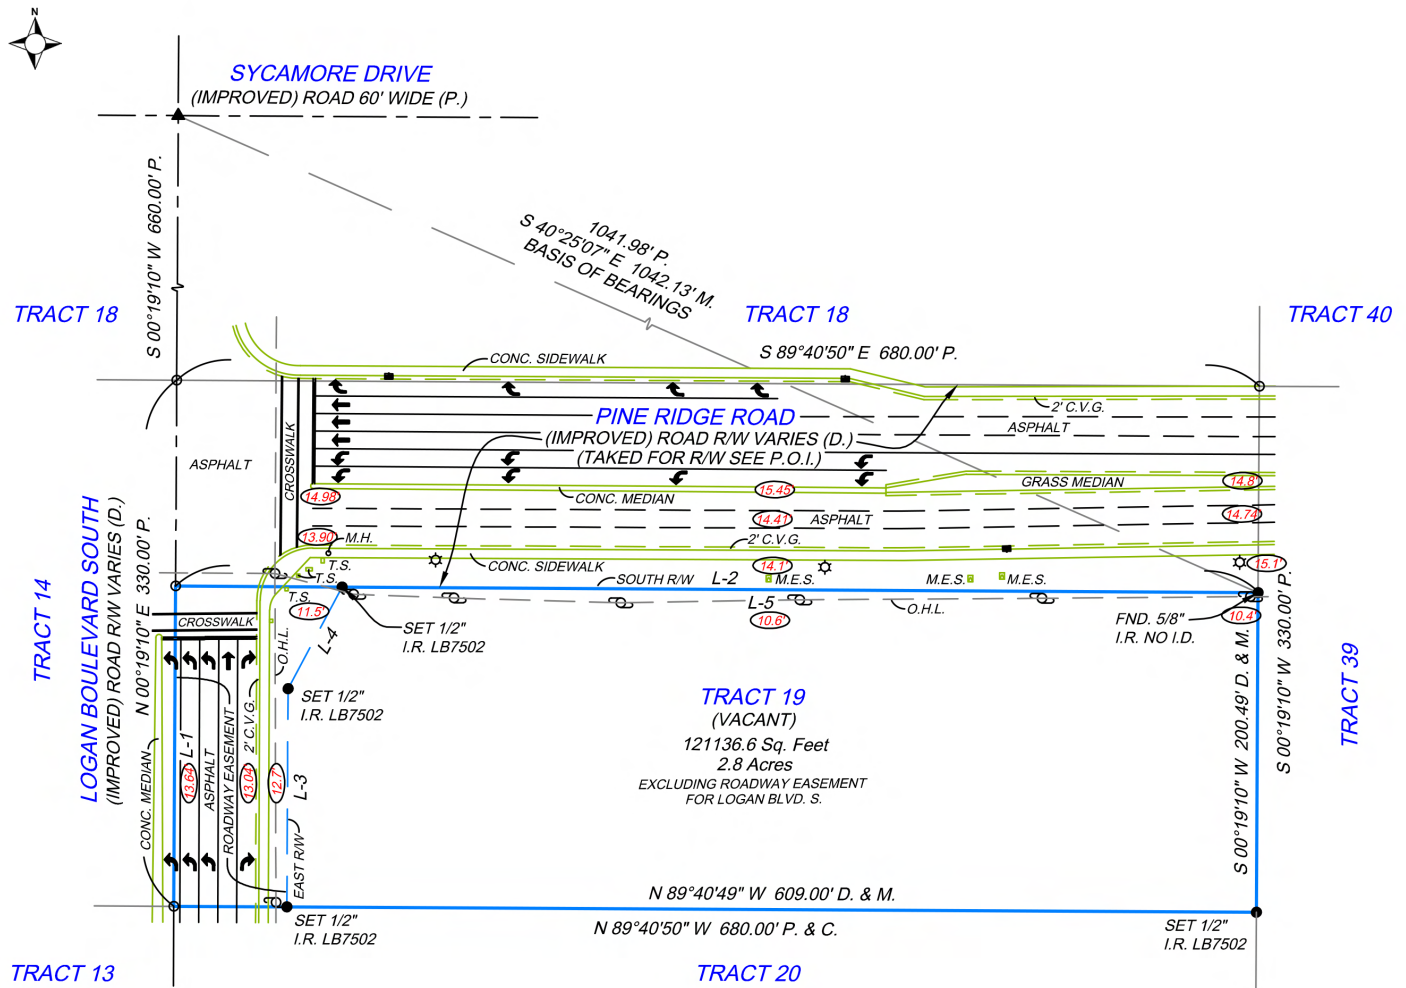 N
SYCAMORE DRIVE
(IMPROVED) ROAD 60' WIDE (P.)
S 00°19'10" W 660.00' P.
1041.98' P.
S 40°25'07" E 1042.13' M.
BASIS OF BEARINGS
TRACT 18
TRACT 18
TRACT 40
S 89°40'50" E 680.00' P.
CONC. SIDEWALK
2' C.V.G.
ASPHALT
PINE RIDGE ROAD
(IMPROVED) ROAD R/W VARIES (D.)
(TAKED FOR R/W SEE P.O.I.)
CROSSWALK
ASPHALT
14.98
CONC. MEDIAN
15.45
GRASS MEDIAN
14.8'
14.41
ASPHALT
14.74
13.90
M.H.
2' C.V.G.
CONC. SIDEWALK
14.1'
15.1'
T.S.
T.S.
T.S.
SOUTH R/W
L-2
M.E.S.
M.E.S.
M.E.S.
L-5
O.H.L.
11.5'
10.6'
10.4'
FND. 5/8"
I.R. NO I.D.
SET 1/2"
I.R. LB7502
L-4
O.H.L.
CROSSWALK
TRACT 14
LOGAN BOULEVARD SOUTH
(IMPROVED) ROAD R/W VARIES (D.)
N 00°19'10" E 330.00' P.
SET 1/2"
I.R. LB7502
TRACT 19
(VACANT)
121136.6 Sq. Feet
2.8 Acres
EXCLUDING ROADWAY EASEMENT
FOR LOGAN BLVD. S.
S 00°19'10" W 200.49' D. & M.
S 00°19'10" W 330.00' P.
TRACT 39
CONC. MEDIAN
L-1
13.64
ASPHALT
ROADWAY EASEMENT
2' C.V.G.
13.04
12.7'
L-3
EAST R/W
N 89°40'49" W 609.00' D. & M.
N 89°40'50" W 680.00' P. & C.
SET 1/2"
I.R. LB7502
SET 1/2"
I.R. LB7502
TRACT 13
TRACT 20